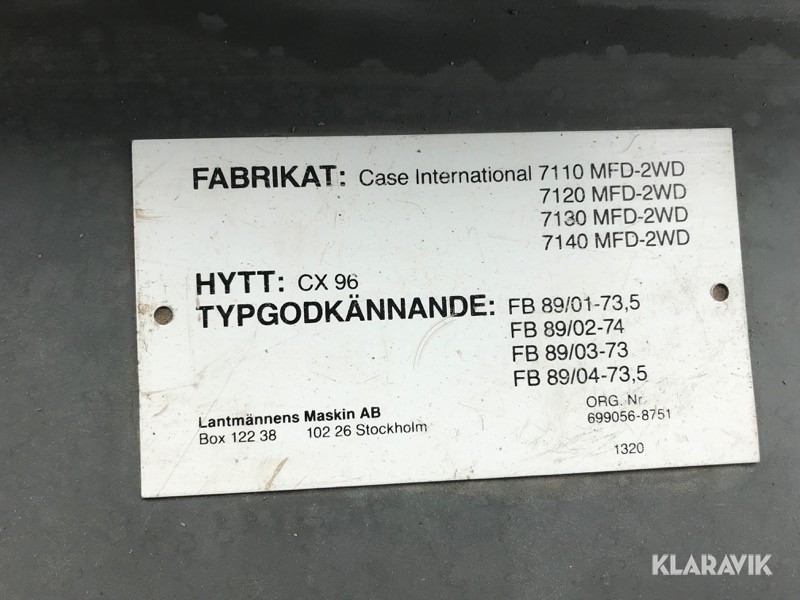 FABRIKAT: Case International 7110 MFD-2WD
7120 MFD-2WD
7130 MFD-2WD
7140 MFD-2WD
HYTT: CX 96
TYPGODKÄNNANDE: FB 89/01-73,5
FB 89/02-74
FB 89/03-73
FB 89/04-73,5
Lantmännens Maskin AB
Box 122 38 102 26 Stockholm
ORG. Nr.
699056-8751
1320
KLARAVIK